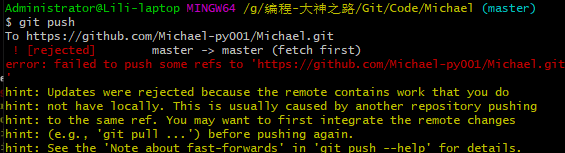 Administrator@Lili-laptop MINGW64 /g/编程-大神之路/Git/Code/Michael (master)
$ git push
To https://github.com/Michael-py001/Michael.git
 ! [rejected]        master -> master (fetch first)
error: failed to push some refs to 'https://github.com/Michael-py001/Michael.git
'
hint: Updates were rejected because the remote contains work that you do
hint: not have locally. This is usually caused by another repository pushing
hint: to the same ref. You may want to first integrate the remote changes
hint: (e.g., 'git pull ...') before pushing again.
hint: See the 'Note about fast-forwards' in 'git push --help' for details.